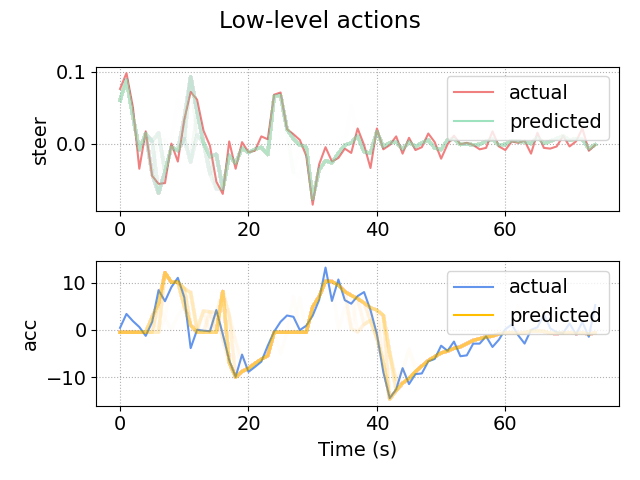 Low-level actions
0.1
0.0
steer
actual
predicted
0 20 40 60
10
0
−10
acc
actual
predicted
0 20 40 60
Time (s)